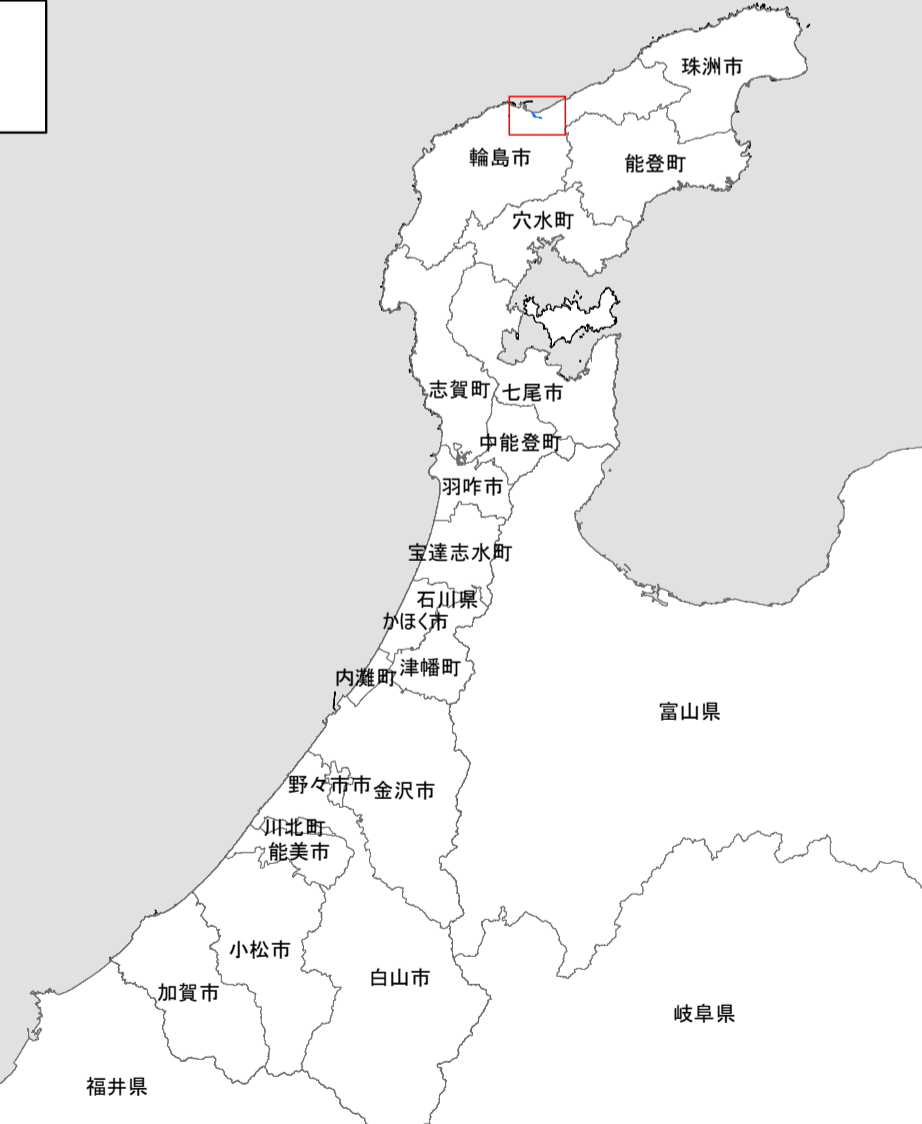 珠洲市
輪島市
能登町
穴水町
志賀町
七尾市
中能登町
羽咋市
宝達志水町
石川県
かほく市
津幡町
内灘町
富山県
野々市市
金沢市
川北町
能美市
小松市
白山市
加賀市
岐阜県
福井県